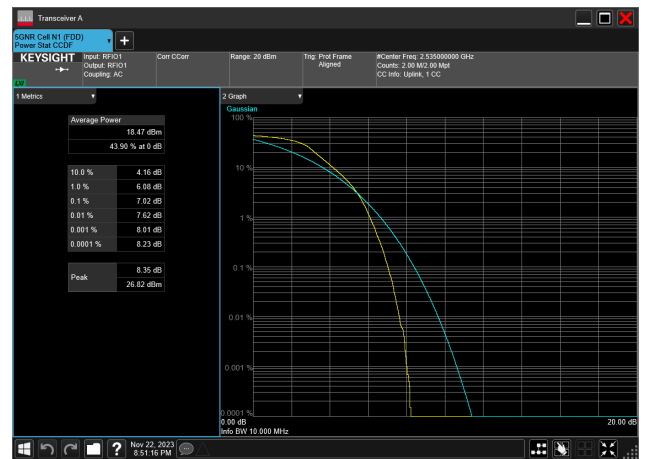 Transceiver A
5GNR Cell N1 (FDD)
Power Stat CCDF
KEYSIGHT
LXI
Input: RFIO1
Output: RFIO1
Coupling: AC
Corr CCorr
Range: 20 dBm
Trig: Prot Frame
Aligned
#Center Freq: 2.535000000 GHz
Counts: 2.00 M/2.00 Mpt
CC Info: Uplink, 1 CC
1 Metrics
Average Power
18.47 dBm
43.90 % at 0 dB
10.0 % 4.16 dB
1.0 % 6.08 dB
0.1 % 7.02 dB
0.01 % 7.62 dB
0.001 % 8.01 dB
0.0001 % 8.23 dB
Peak
8.35 dB
26.82 dBm
2 Graph
Gaussian
100 %
10 %
1 %
0.1 %
0.01 %
0.001 %
0.0001 %
0.00 dB 20.00 dB
Info BW 10.000 MHz
Nov 22, 2023
8:51:16 PM